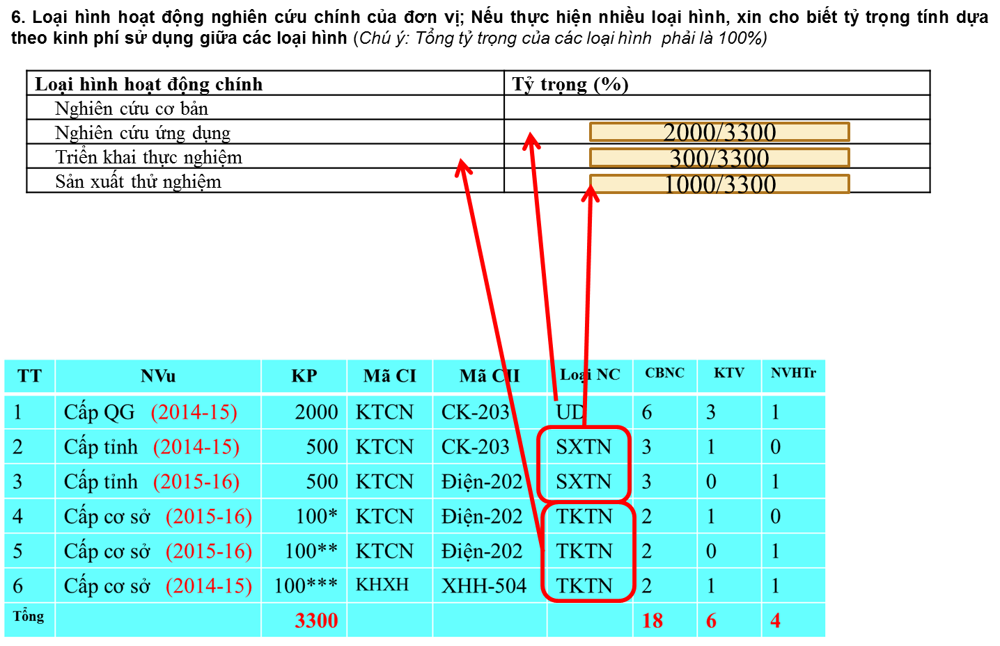 6. Loại hình hoạt động nghiên cứu chính của đơn vị; Nếu thực hiện nhiều loại hình, xin cho biết tỷ trọng tính dựa
theo kinh phí sử dụng giữa các loại hình (Chú ý: Tổng tỷ trọng của các loại hình phải là 100%)
Loại hình hoạt động chính Tỷ trọng (%)
Nghiên cứu cơ bản
Nghiên cứu ứng dụng 2000/3300
Triển khai thực nghiệm 300/3300
Sản xuất thử nghiệm 1000/3300
TT NVu KP Mã CI Mã CII Loại NC CBNC KTV NVHTr
1 Cấp QG (2014-15) 2000 KTCN CK-203 UD 6 3 1
2 Cấp tỉnh (2014-15) 500 KTCN CK-203 SXTN 3 1 0
3 Cấp tỉnh (2015-16) 500 KTCN Điện-202 SXTN 3 0 1
4 Cấp cơ sở (2015-16) 100* KTCN Điện-202 TKTN 2 1 0
5 Cấp cơ sở (2015-16) 100** KTCN Điện-202 TKTN 2 0 1
6 Cấp cơ sở (2014-15) 100*** KHXH XHH-504 TKTN 2 1 1
Tổng 3300 18 6 4